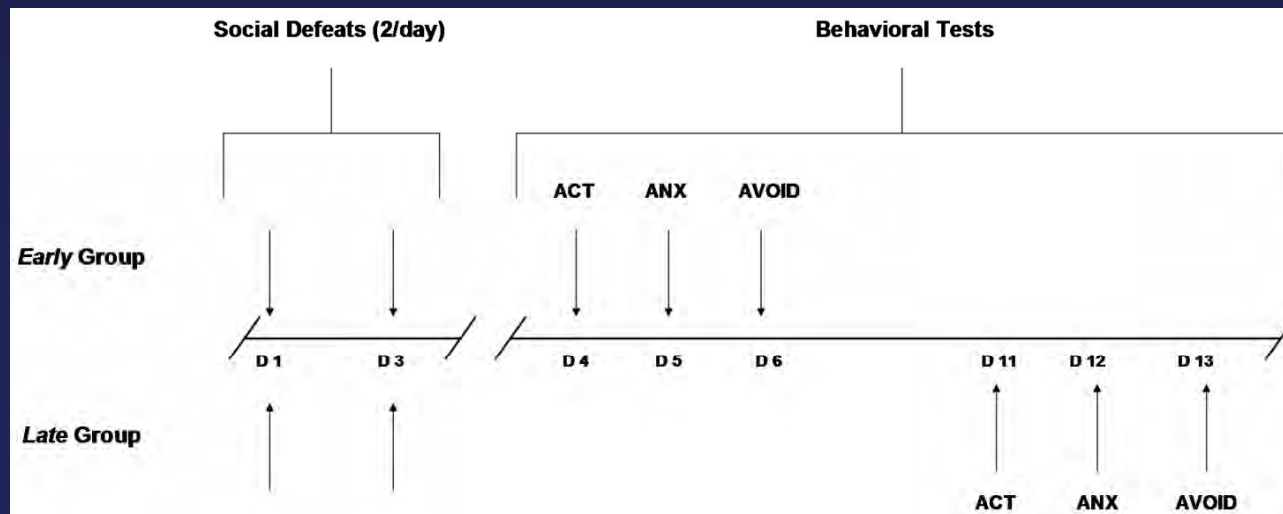 Social Defeats (2/day) Behavioral Tests
ACT ANX AVOID
Early Group
D 1 D 3 D 4 D 5 D 6 D 11 D 12 D 13
Late Group
ACT ANX AVOID